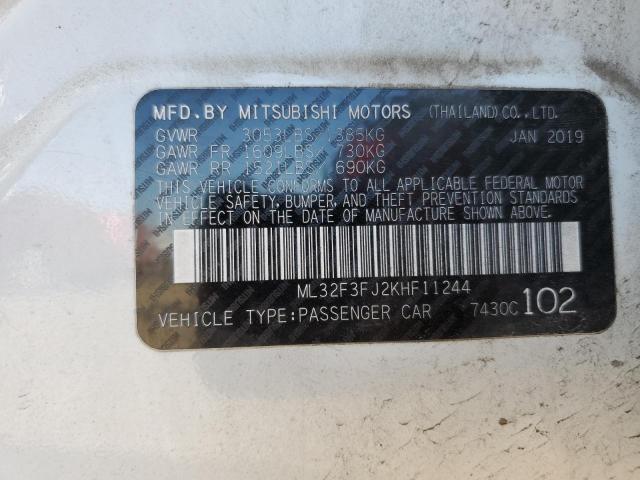 MFD.BY MITSUBISHI MOTORS (THAILAND)CO.,LTD.
GVWR 3053LBS 1385KG JAN 2019
GAWR FR 1609LBS 730KG
GAWR RR 1521LBS 690KG
THIS VEHICLE CONFORMS TO ALL APPLICABLE FEDERAL MOTOR
VEHICLE SAFETY, BUMPER, AND THEFT PREVENTION STANDARDS
IN EFFECT ON THE DATE OF MANUFACTURE SHOWN ABOVE.
ML32F3FJ2KHF11244
VEHICLE TYPE:PASSENGER CAR 7430C 102